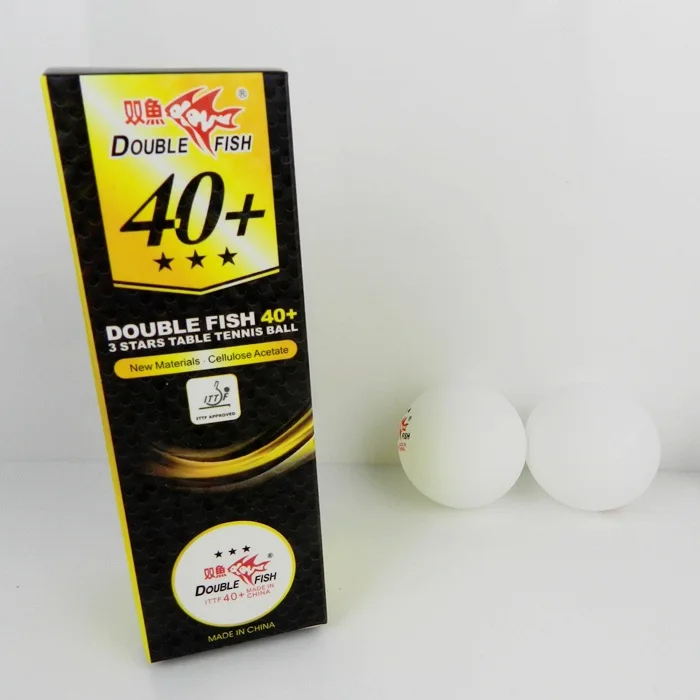 双魚 ®
DOUBLE FISH
40+
★★★
DOUBLE FISH 40+
3 STARS TABLE TENNIS BALL
New Materials · Cellulose Acetate
ITTF
ITTF APPROVED
★★★
双魚 ®
DOUBLE FISH
ITTF 40+ MADE IN CHINA
MADE IN CHINA
FISH